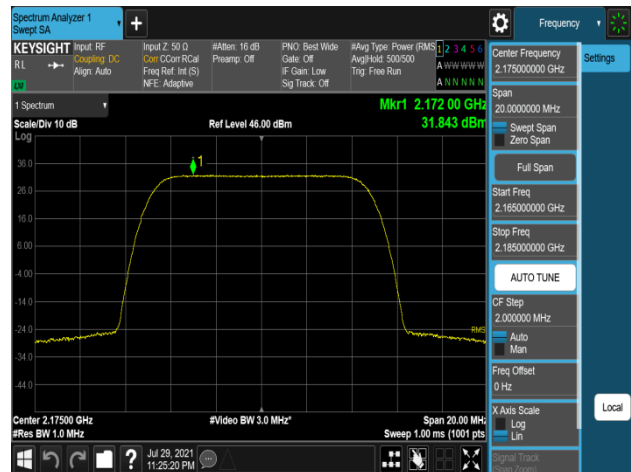 Spectrum Analyzer 1
Swept SA
Frequency
KEYSIGHT
Input: RF
Coupling: DC
Align: Auto
Input Z: 50 Ω
Corr CCorr RCal
Freq Ref: Int (S)
NFE: Adaptive
#Atten: 16 dB
Preamp: Off
PNO: Best Wide
Gate: Off
IF Gain: Low
Sig Track: Off
#Avg Type: Power (RMS
Avg|Hold: 500/500
Trig: Free Run
1 2 3 4 5 6
A W W W W W
A N N N N N
R L
LXI
1 Spectrum
Scale/Div 10 dB
Log
Ref Level 46.00 dBm
Mkr1 2.172 00 GHz
31.843 dBm
1
36.0
26.0
16.0
6.00
-4.00
-14.0
-24.0
-34.0
-44.0
RMS
Center 2.17500 GHz
#Res BW 1.0 MHz
#Video BW 3.0 MHz*
Span 20.00 MHz
Sweep 1.00 ms (1001 pts
?
Jul 29, 2021
11:25:20 PM
Center Frequency
2.175000000 GHz
Span
20.0000000 MHz
Swept Span
Zero Span
Full Span
Start Freq
2.165000000 GHz
Stop Freq
2.185000000 GHz
AUTO TUNE
CF Step
2.000000 MHz
Auto
Man
Freq Offset
0 Hz
X Axis Scale
Log
Lin
Signal Track
(Span Zoom)
Settings
Local